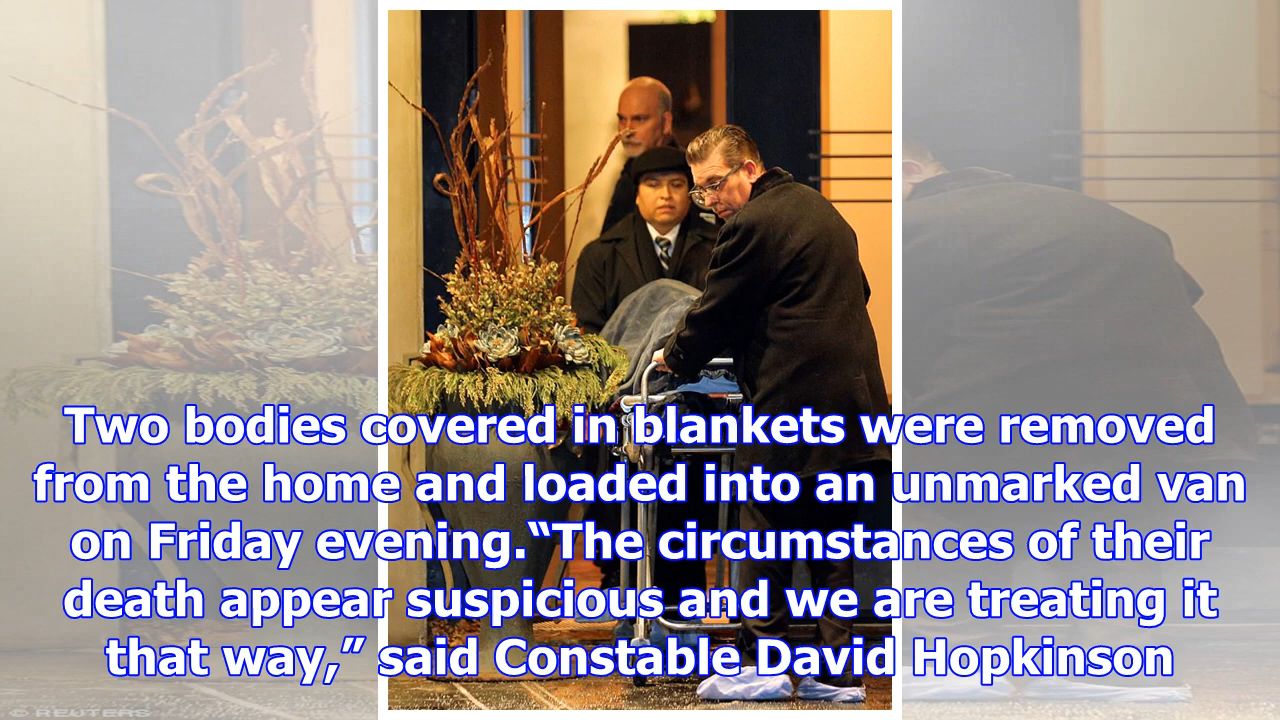 Two bodies covered in blankets were removed
from the home and loaded into an unmarked van
on Friday evening.“The circumstances of their
death appear suspicious and we are treating it
that way,” said Constable David Hopkinson
© REUTERS